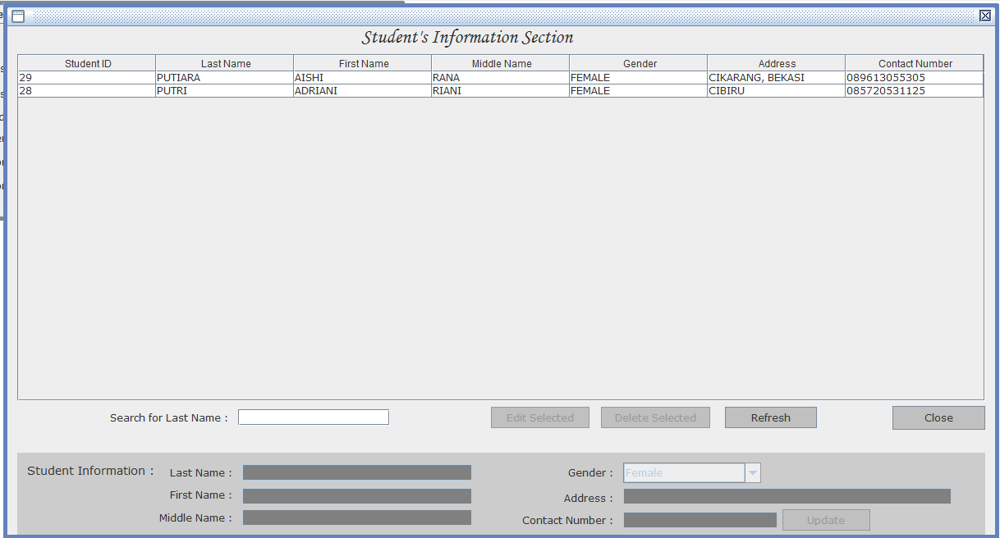 Student's Information Section
Student ID Last Name First Name Middle Name Gender Address Contact Number
29 PUTIARA AISHI RANA FEMALE CIKARANG, BEKASI 089613055305
28 PUTRI ADRIANI RIANI FEMALE CIBIRU 085720531125
Search for Last Name : Edit Selected Delete Selected Refresh Close
Student Information : Last Name : Gender : Female
First Name : Address :
Middle Name : Contact Number : Update